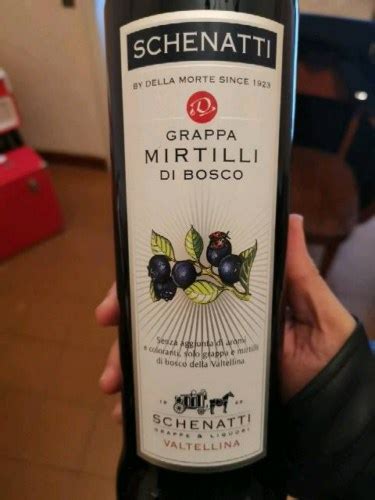 SCHENATTI
BY DELLA MORTE SINCE 1923
GRAPPA
MIRTILLI
DI BOSCO
Senza aggiunta di aromi
e coloranti, solo grappa e mirtilli
di bosco della Valtellina
SCHENATTI
GRAPPE & LIQUORI
VALTELLINA